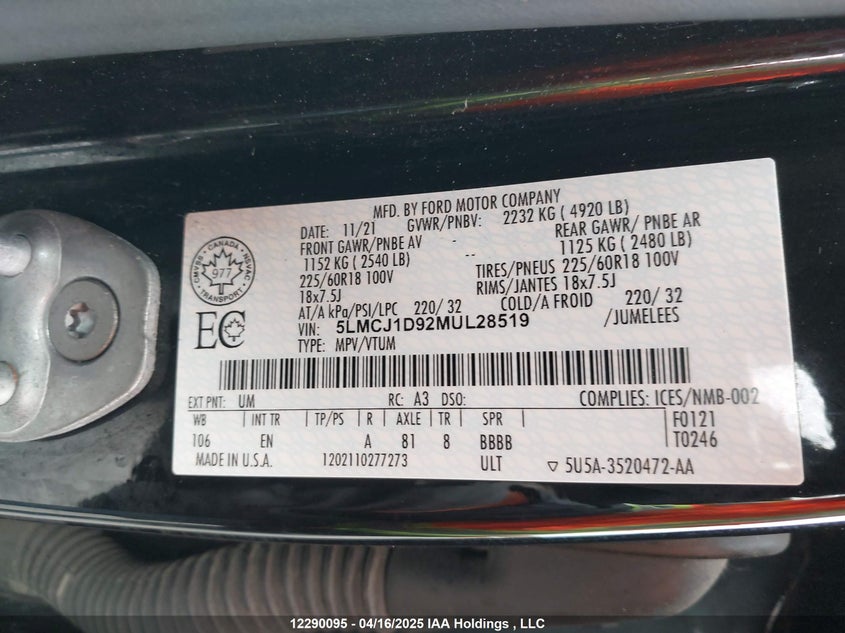 MFD. BY FORD MOTOR COMPANY
DATE: 11/21 GVWR/PNBV: 2232 KG ( 4920 LB)
FRONT GAWR/PNBE AV - REAR GAWR/ PNBE AR
1152 KG ( 2540 LB) -- 1125 KG ( 2480 LB)
225/60R18 100V TIRES/PNEUS 225/60R18 100V
18x7.5J RIMS/JANTES 18x7.5J
AT/A kPa/PSI/LPC 220/ 32 COLD/A FROID 220/ 32
VIN: 5LMCJ1D92MUL28519 /JUMELEES
TYPE: MPV/VTUM
CANADA
CMVSS NSVAC
977
TRANSPORT
EC
EXT PNT: UM RC: A3 DSO: COMPLIES: ICES/NMB-002
WB INT TR TP/PS R AXLE TR SPR F0121
106 EN A 81 8 BBBB T0246
MADE IN U.S.A. 1202110277273 ULT 5U5A-3520472-AA
12290095 - 04/16/2025 IAA Holdings , LLC